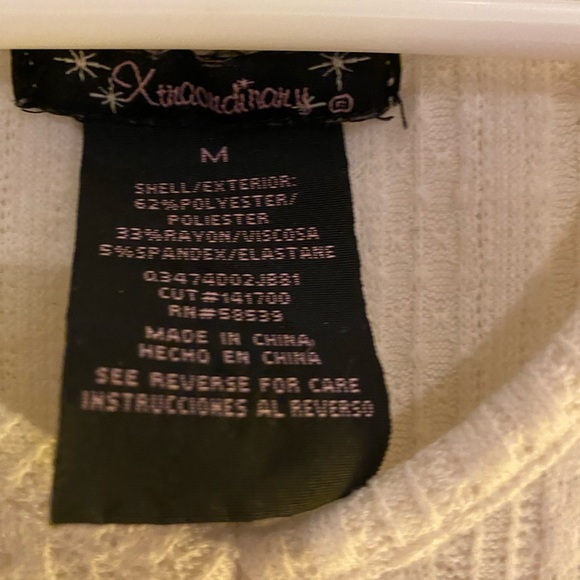 Xtraordinary
M
SHELL/EXTERIOR:
62%POLYESTER/
POLIESTER
33%RAYON/VISCOSA
5%SPANDEX/ELASTANE
Q3474D02JB81
CUT#141700
RN#58539
MADE IN CHINA,
HECHO EN CHINA
SEE REVERSE FOR CARE
INSTRUCCIONES AL REVERSO